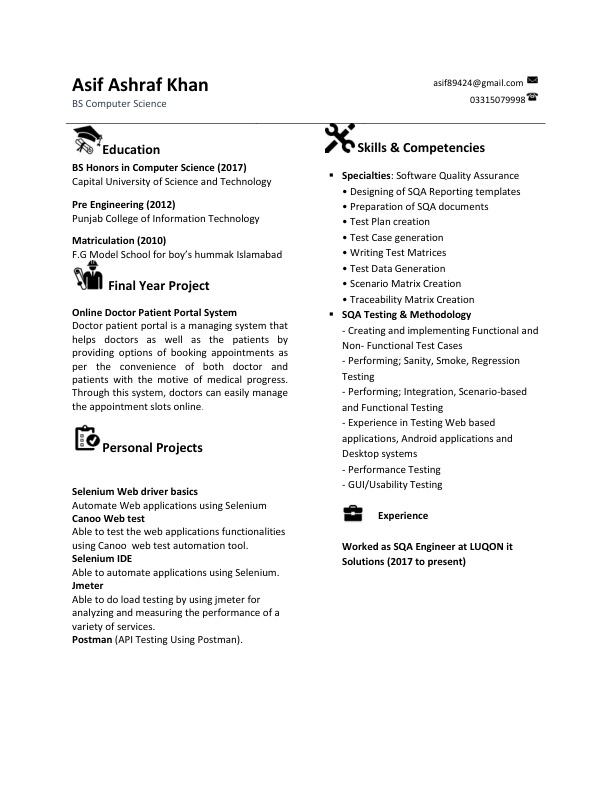 Asif Ashraf Khan
BS Computer Science
asif89424@gmail.com
03315079998
Education
BS Honors in Computer Science (2017)
Capital University of Science and Technology
Pre Engineering (2012)
Punjab College of Information Technology
Matriculation (2010)
F.G Model School for boy's hummak Islamabad
Final Year Project
Online Doctor Patient Portal System
Doctor patient portal is a managing system that
helps doctors as well as the patients by
providing options of booking appointments as
per the convenience of both doctor and
patients with the motive of medical progress.
Through this system, doctors can easily manage
the appointment slots online.
Personal Projects
Selenium Web driver basics
Automate Web applications using Selenium
Canoo Web test
Able to test the web applications functionalities
using Canoo web test automation tool.
Selenium IDE
Able to automate applications using Selenium.
Jmeter
Able to do load testing by using jmeter for
analyzing and measuring the performance of a
variety of services.
Postman (API Testing Using Postman).
Skills & Competencies
▪ Specialties: Software Quality Assurance
• Designing of SQA Reporting templates
• Preparation of SQA documents
• Test Plan creation
• Test Case generation
• Writing Test Matrices
• Test Data Generation
• Scenario Matrix Creation
• Traceability Matrix Creation
▪ SQA Testing & Methodology
- Creating and implementing Functional and
Non- Functional Test Cases
- Performing; Sanity, Smoke, Regression
Testing
- Performing; Integration, Scenario-based
and Functional Testing
- Experience in Testing Web based
applications, Android applications and
Desktop systems
- Performance Testing
- GUI/Usability Testing
Experience
Worked as SQA Engineer at LUQON it
Solutions (2017 to present)